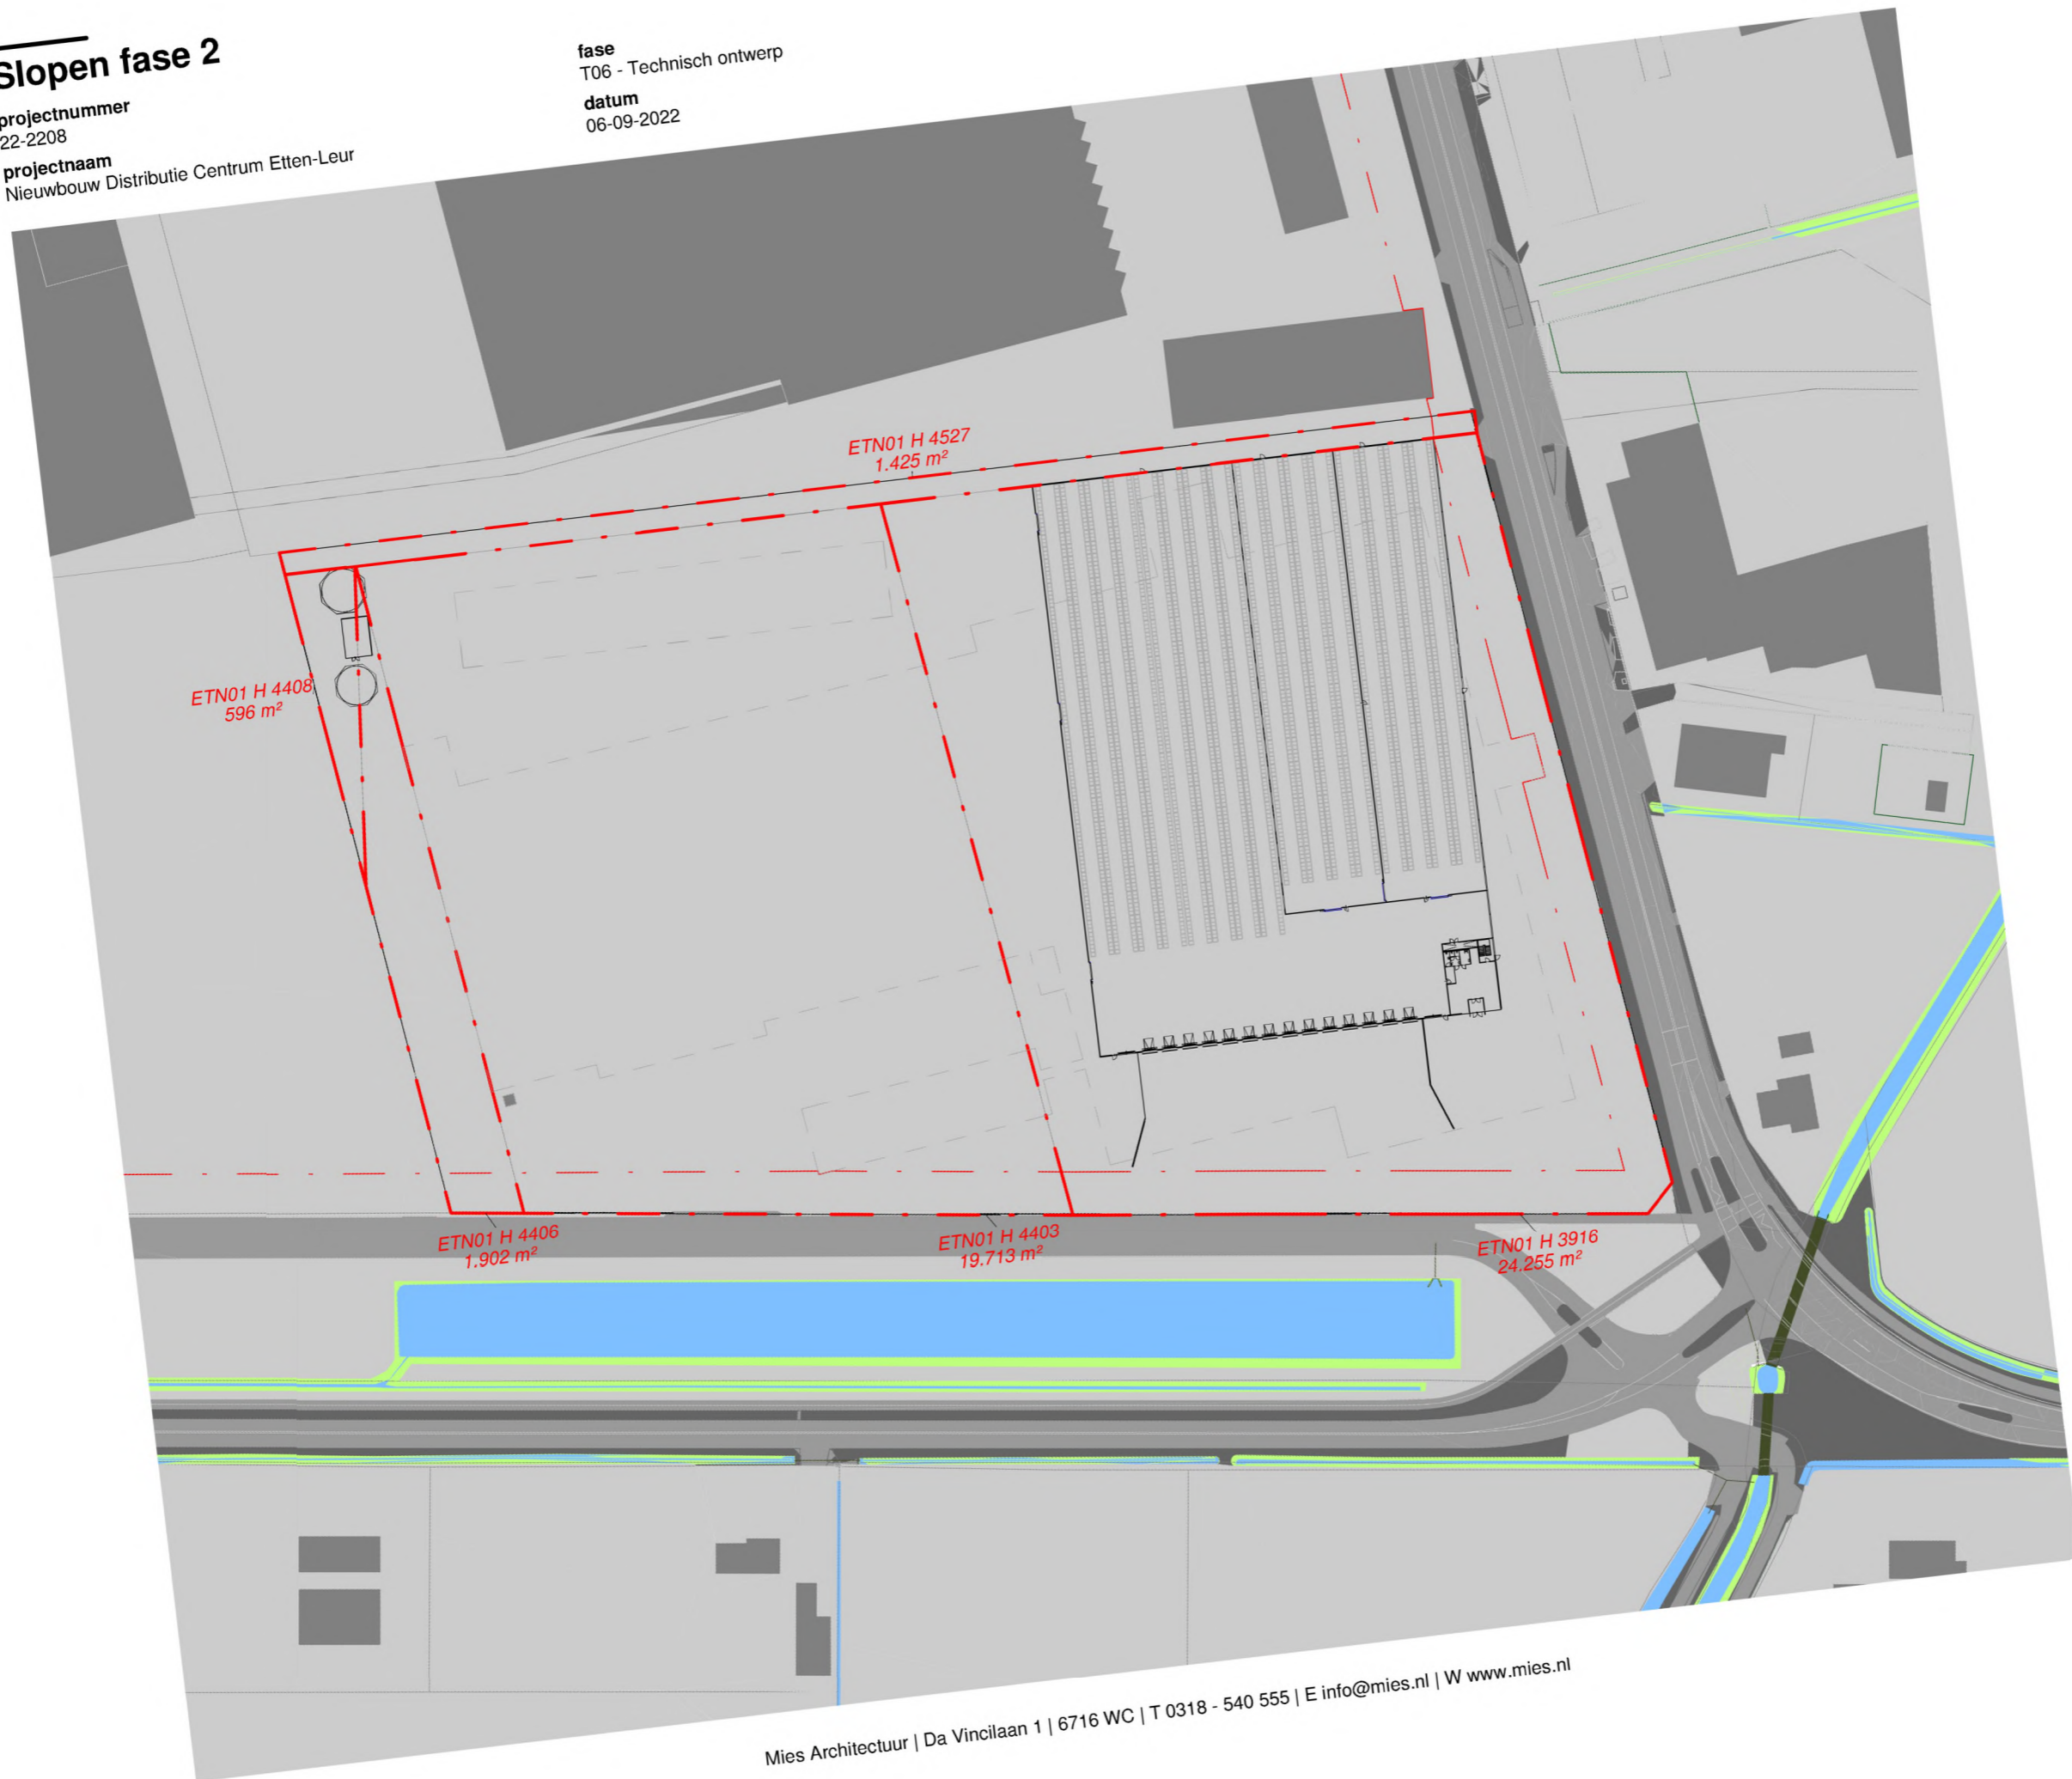 Slopen fase 2
projectnummer
22-2208
projectnaam
Nieuwbouw Distributie Centrum Etten-Leur
fase
T06 - Technisch ontwerp
datum
06-09-2022
ETN01 H 4527
1.425 m²
ETN01 H 4408
596 m²
ETN01 H 4406
1.902 m²
ETN01 H 4403
19.713 m²
ETN01 H 3916
24.255 m²
Mies Architectuur | Da Vincilaan 1 | 6716 WC | T 0318 - 540 555 | E info@mies.nl | W www.mies.nl